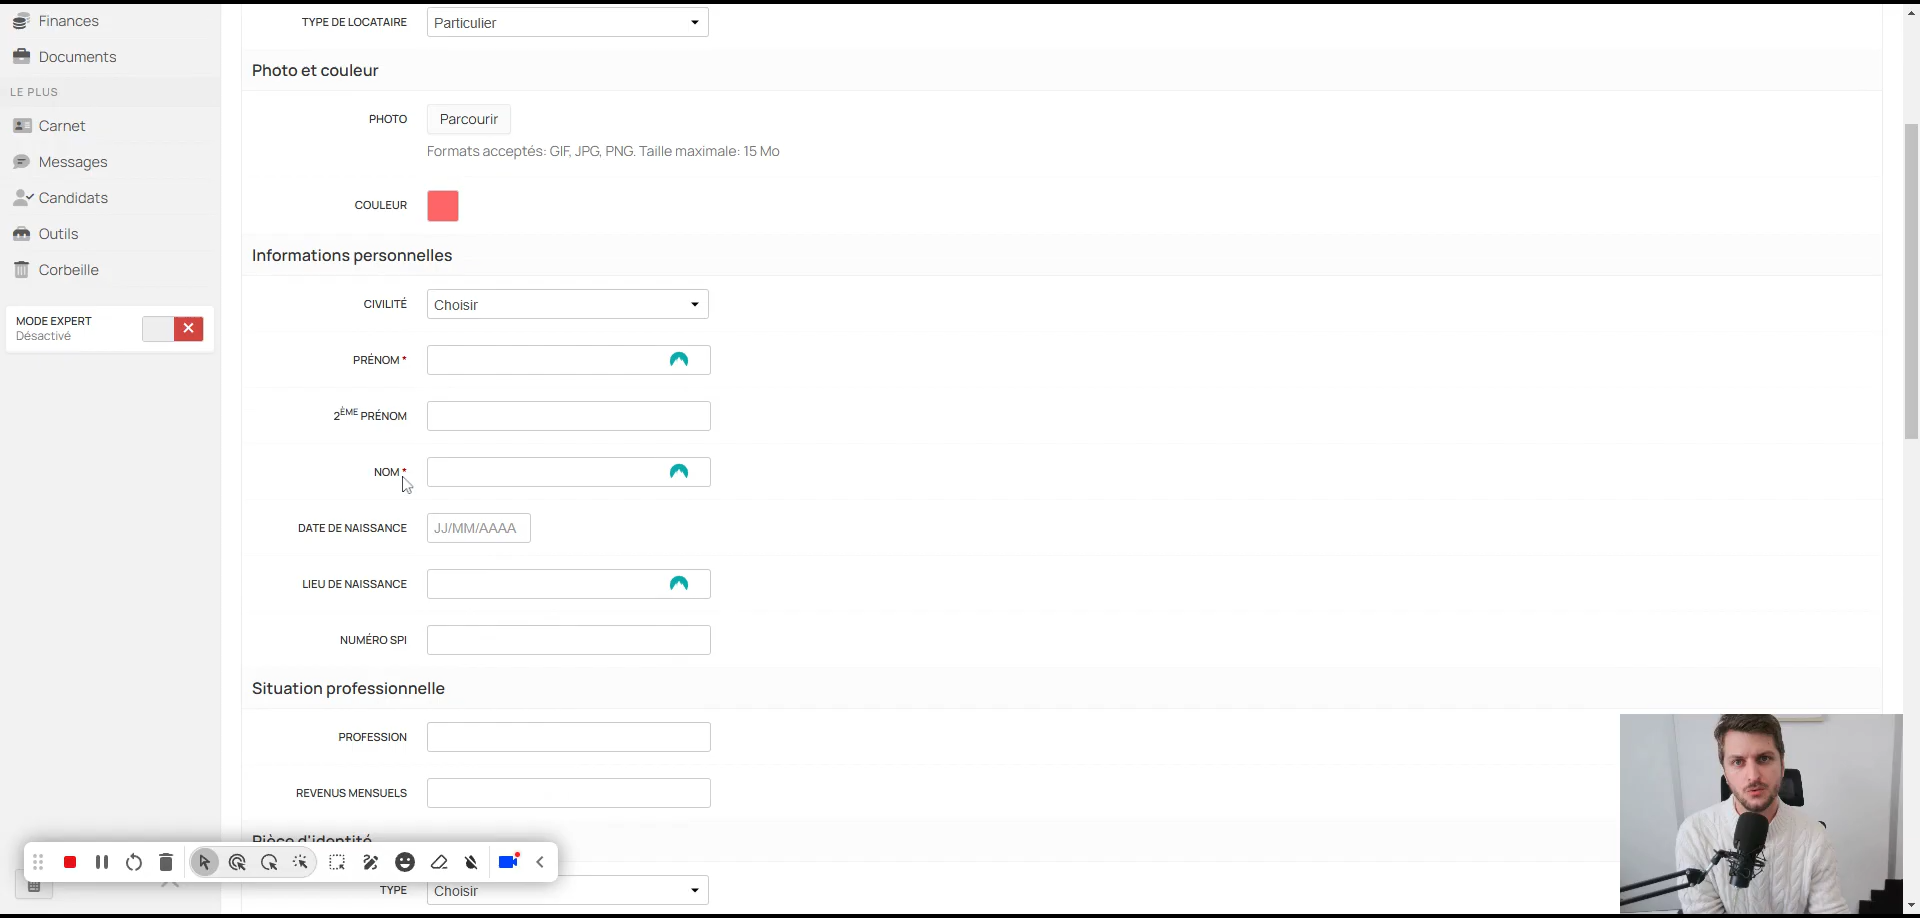 Finances
Documents
LE PLUS
Carnet
Messages
Candidats
Outils
Corbeille
MODE EXPERT
Désactivé
TYPE DE LOCATAIRE
Particulier
Photo et couleur
PHOTO
Parcourir
Formats acceptés: GIF, JPG, PNG. Taille maximale: 15 Mo
COULEUR
Informations personnelles
CIVILITÉ
Choisir
PRÉNOM *
2ÈME PRÉNOM
NOM *
DATE DE NAISSANCE
JJ/MM/AAAA
LIEU DE NAISSANCE
NUMÉRO SPI
Situation professionnelle
PROFESSION
REVENUS MENSUELS
Pièce d'identité
TYPE
Choisir